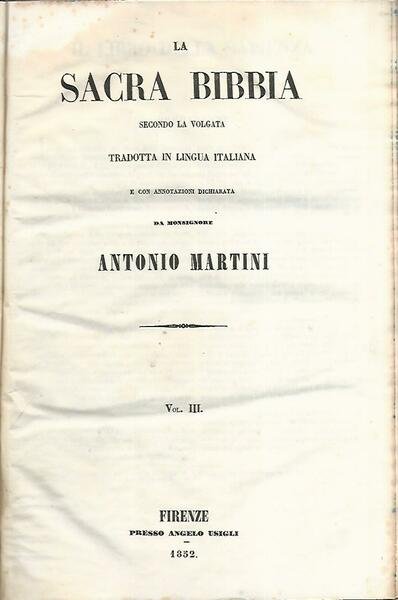 LA
SACRA BIBBIA
SECONDO LA VOLGATA
TRADOTTA IN LINGUA ITALIANA
E CON ANNOTAZIONI DICHIARATA
DA MONSIGNORE
ANTONIO MARTINI
VOL. III.
FIRENZE
PRESSO ANGELO USIGLI
1852.